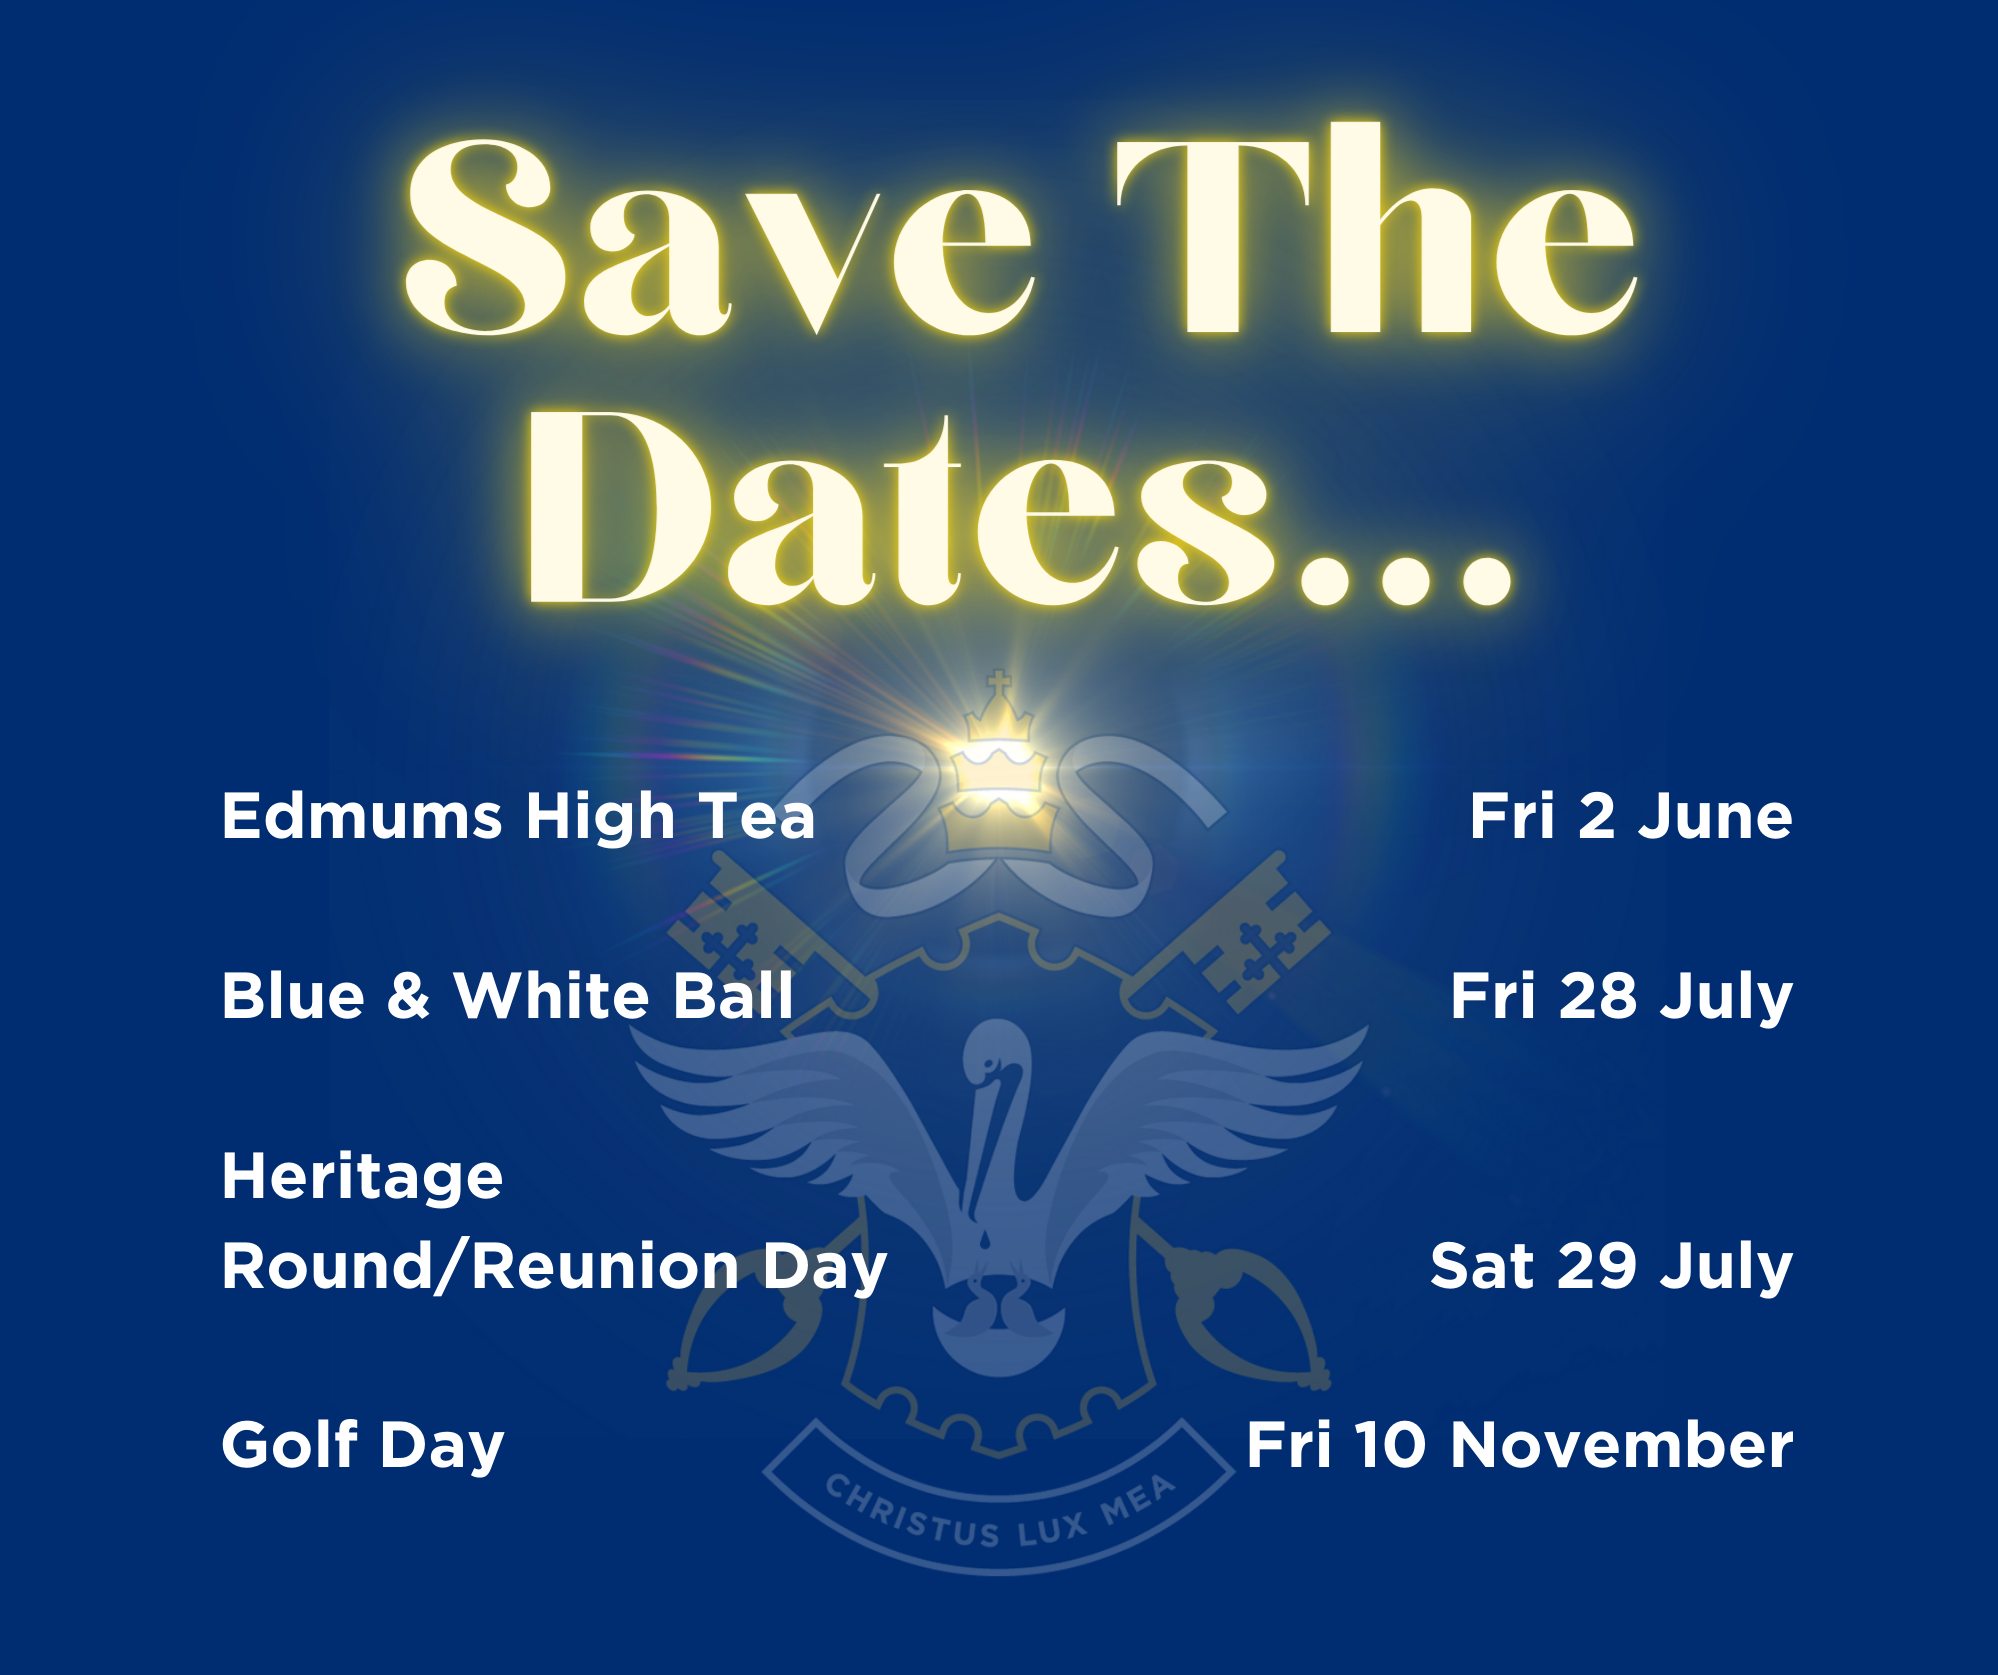 Save The
Dates...
Edmums High Tea Fri 2 June
Blue & White Ball Fri 28 July
Heritage
Round/Reunion Day Sat 29 July
Golf Day Fri 10 November
CHRISTUS LUX MEA